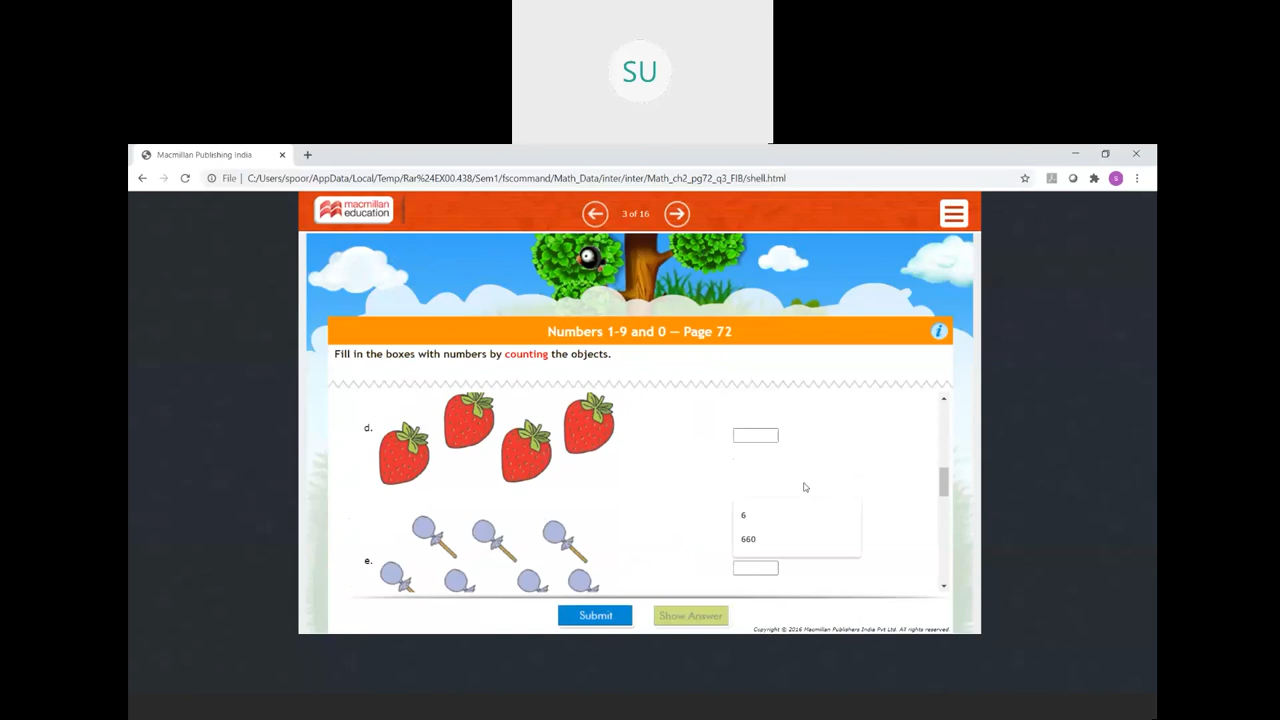 SU
Macmillan Publishing India
File | C:/Users/spoor/AppData/Local/Temp/Rar%24EX00.438/Sem1/fscommand/Math_Data/inter/inter/Math_ch2_pg72_q3_FIB/shell.html
S
macmillan
education
3 of 16
Numbers 1–9 and 0 — Page 72
i
Fill in the boxes with numbers by counting the objects.
d.
6
660
e.
Submit
Show Answer
Copyright © 2016 Macmillan Publishers India Pvt Ltd. All rights reserved.